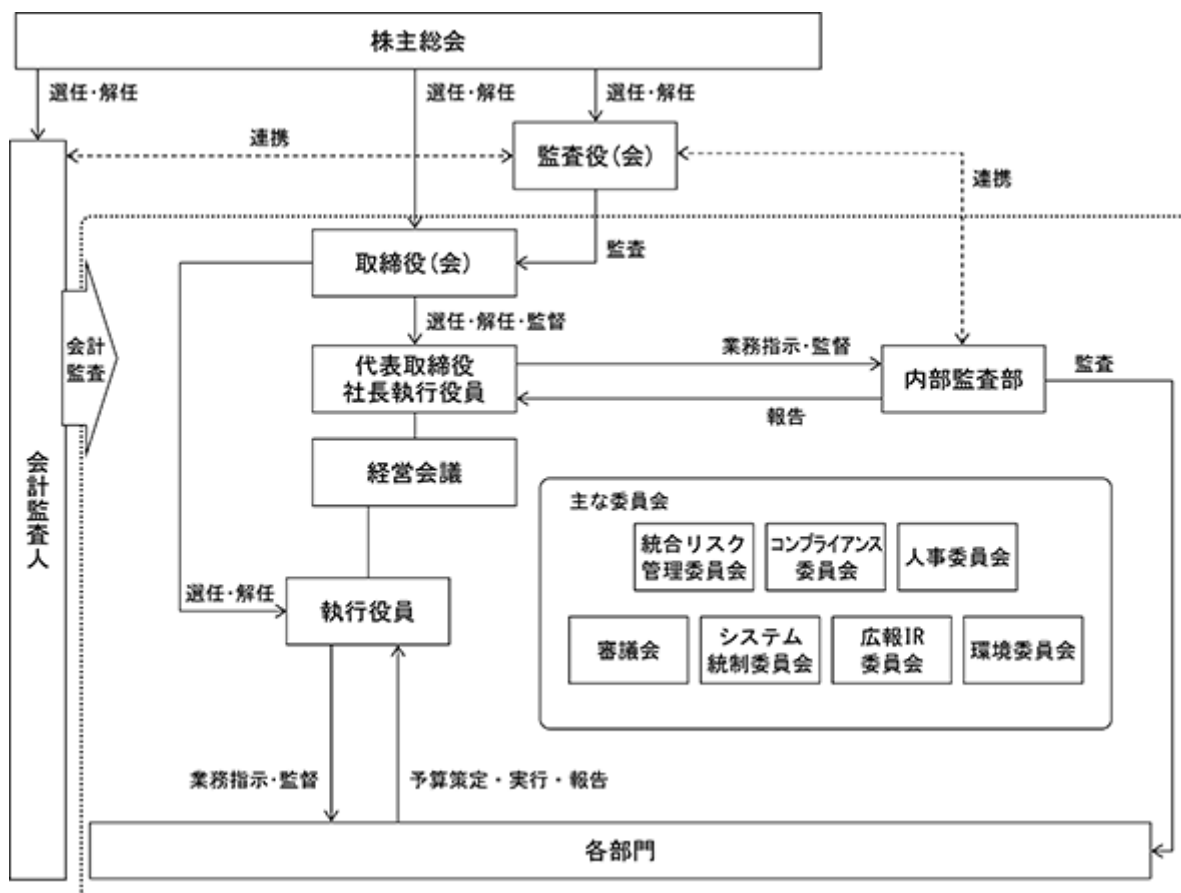 株主総会
選任・解任
選任・解任
選任・解任
連携
監査役(会)
連携
取締役(会)
監査
会計
監査
選任・解任・監督
代表取締役
社長執行役員
業務指示・監督
報告
内部監査部
監査
会計監査人
経営会議
主な委員会
統合リスク
管理委員会
コンプライアンス
委員会
人事委員会
審議会
システム
統制委員会
広報IR
委員会
環境委員会
選任・解任
執行役員
業務指示・監督
予算策定・実行・報告
各部門